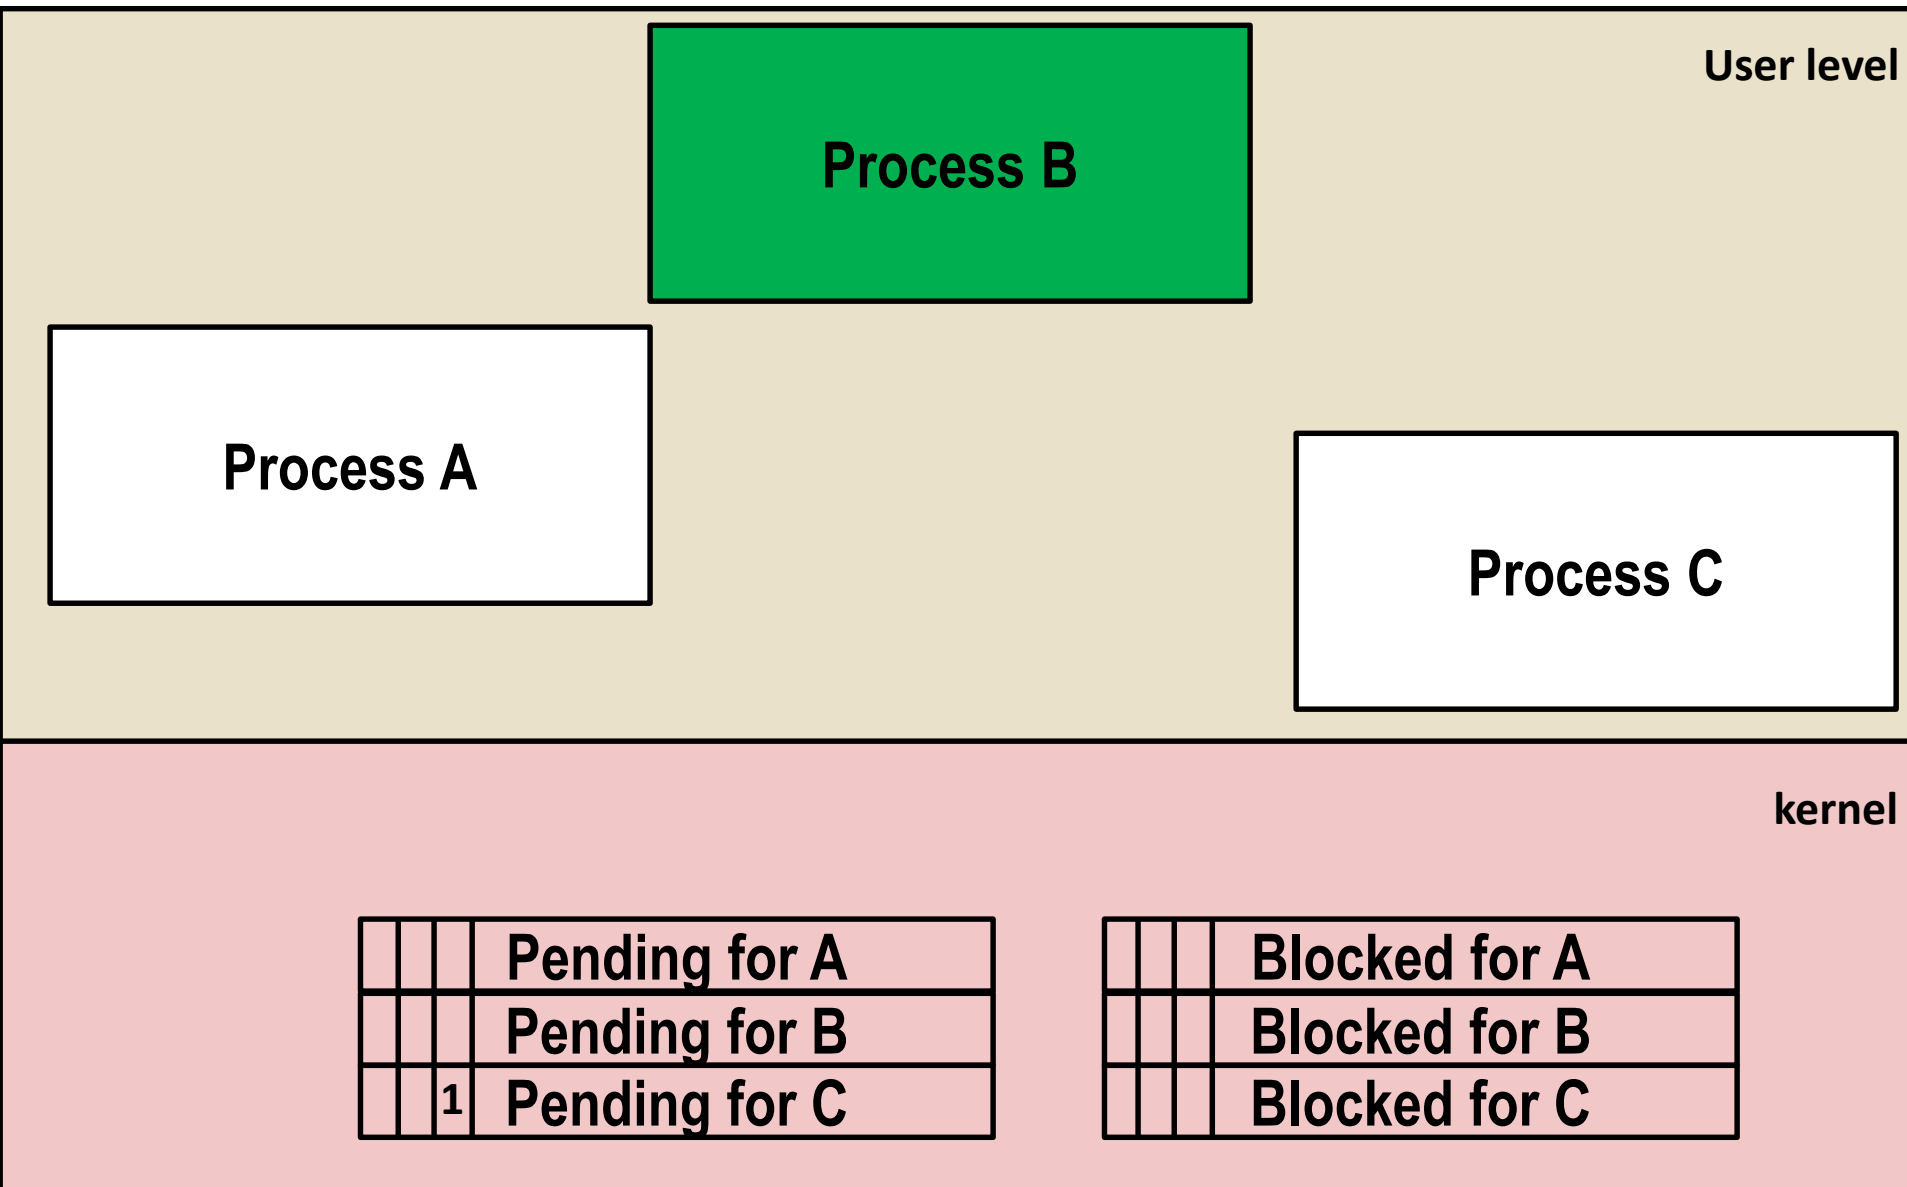 User level
Process B
Process A
Process C
kernel
Pending for A
Blocked for A
Pending for B
Blocked for B
1 Pending for C
Blocked for C